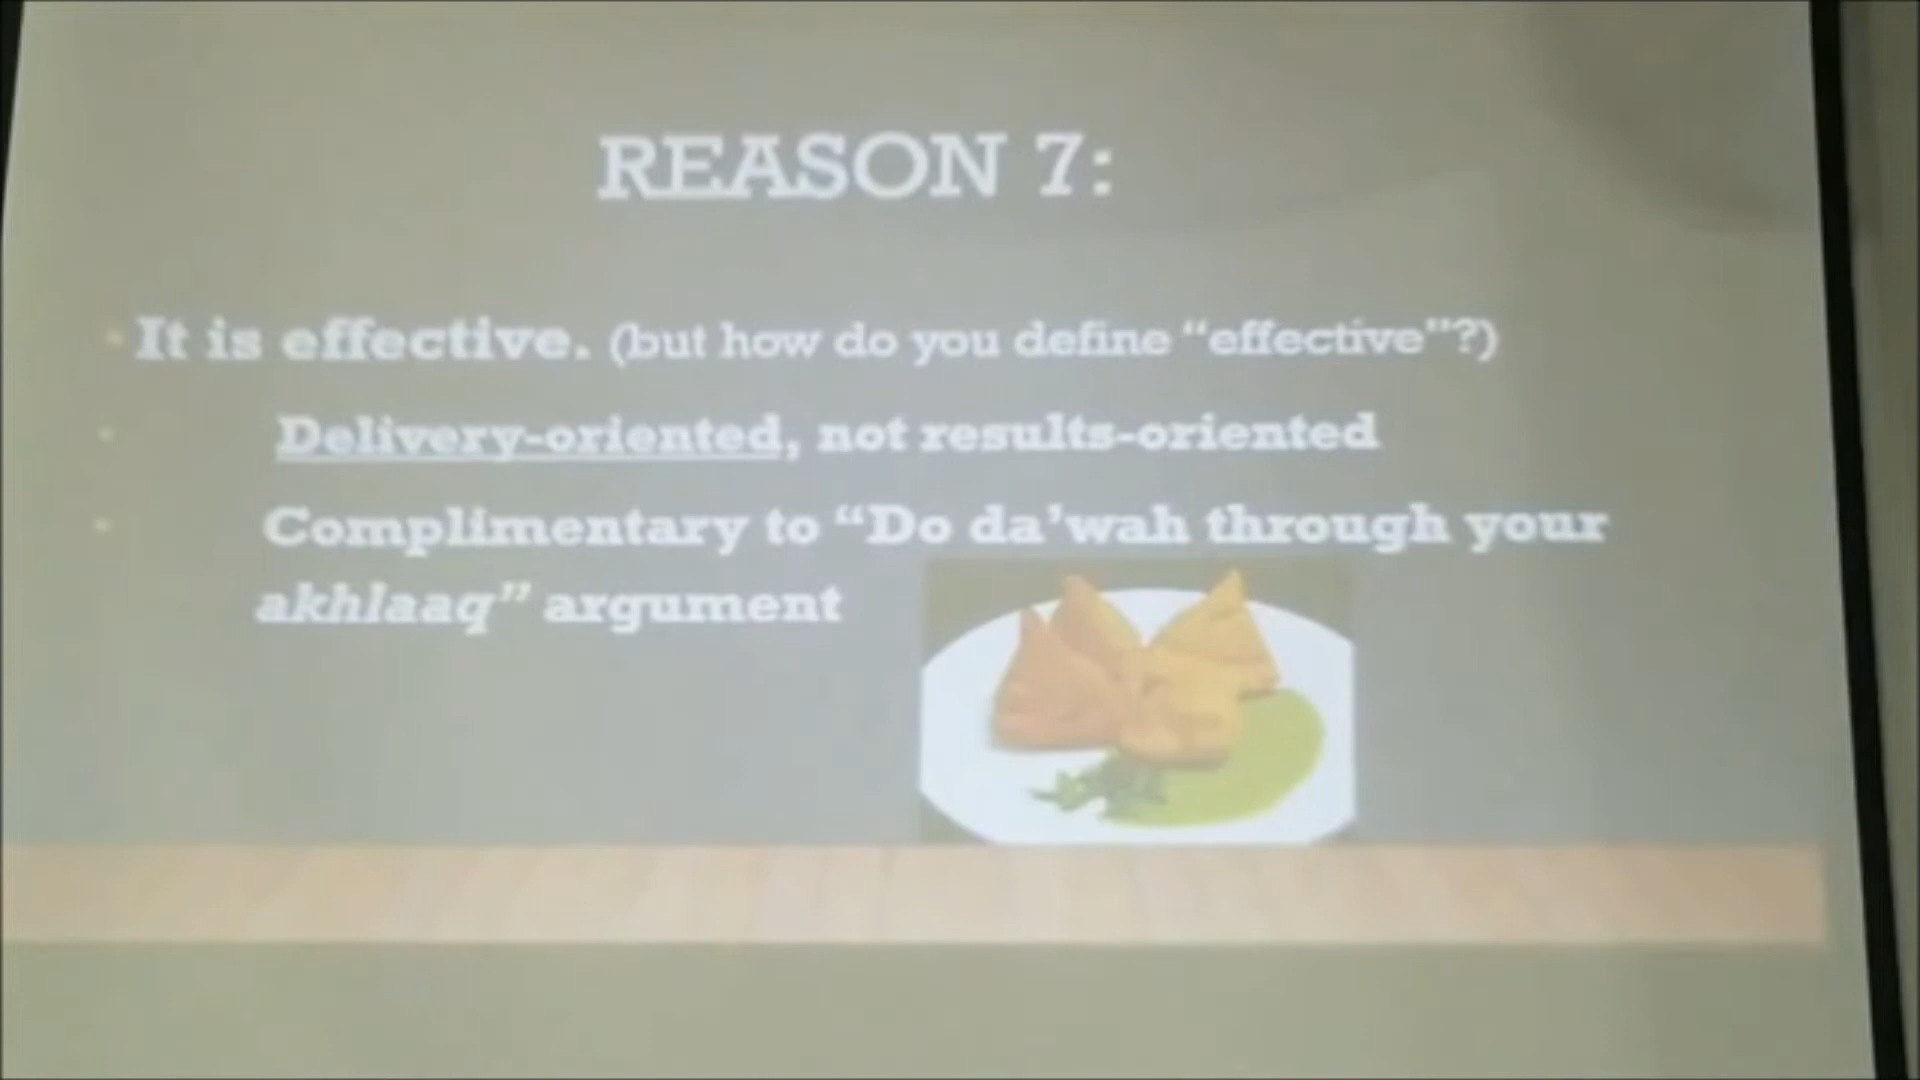 REASON 7:
It is effective. (but how do you define “effective”?)
Delivery-oriented, not results-oriented
Complimentary to “Do da’wah through your
akhlaaq” argument